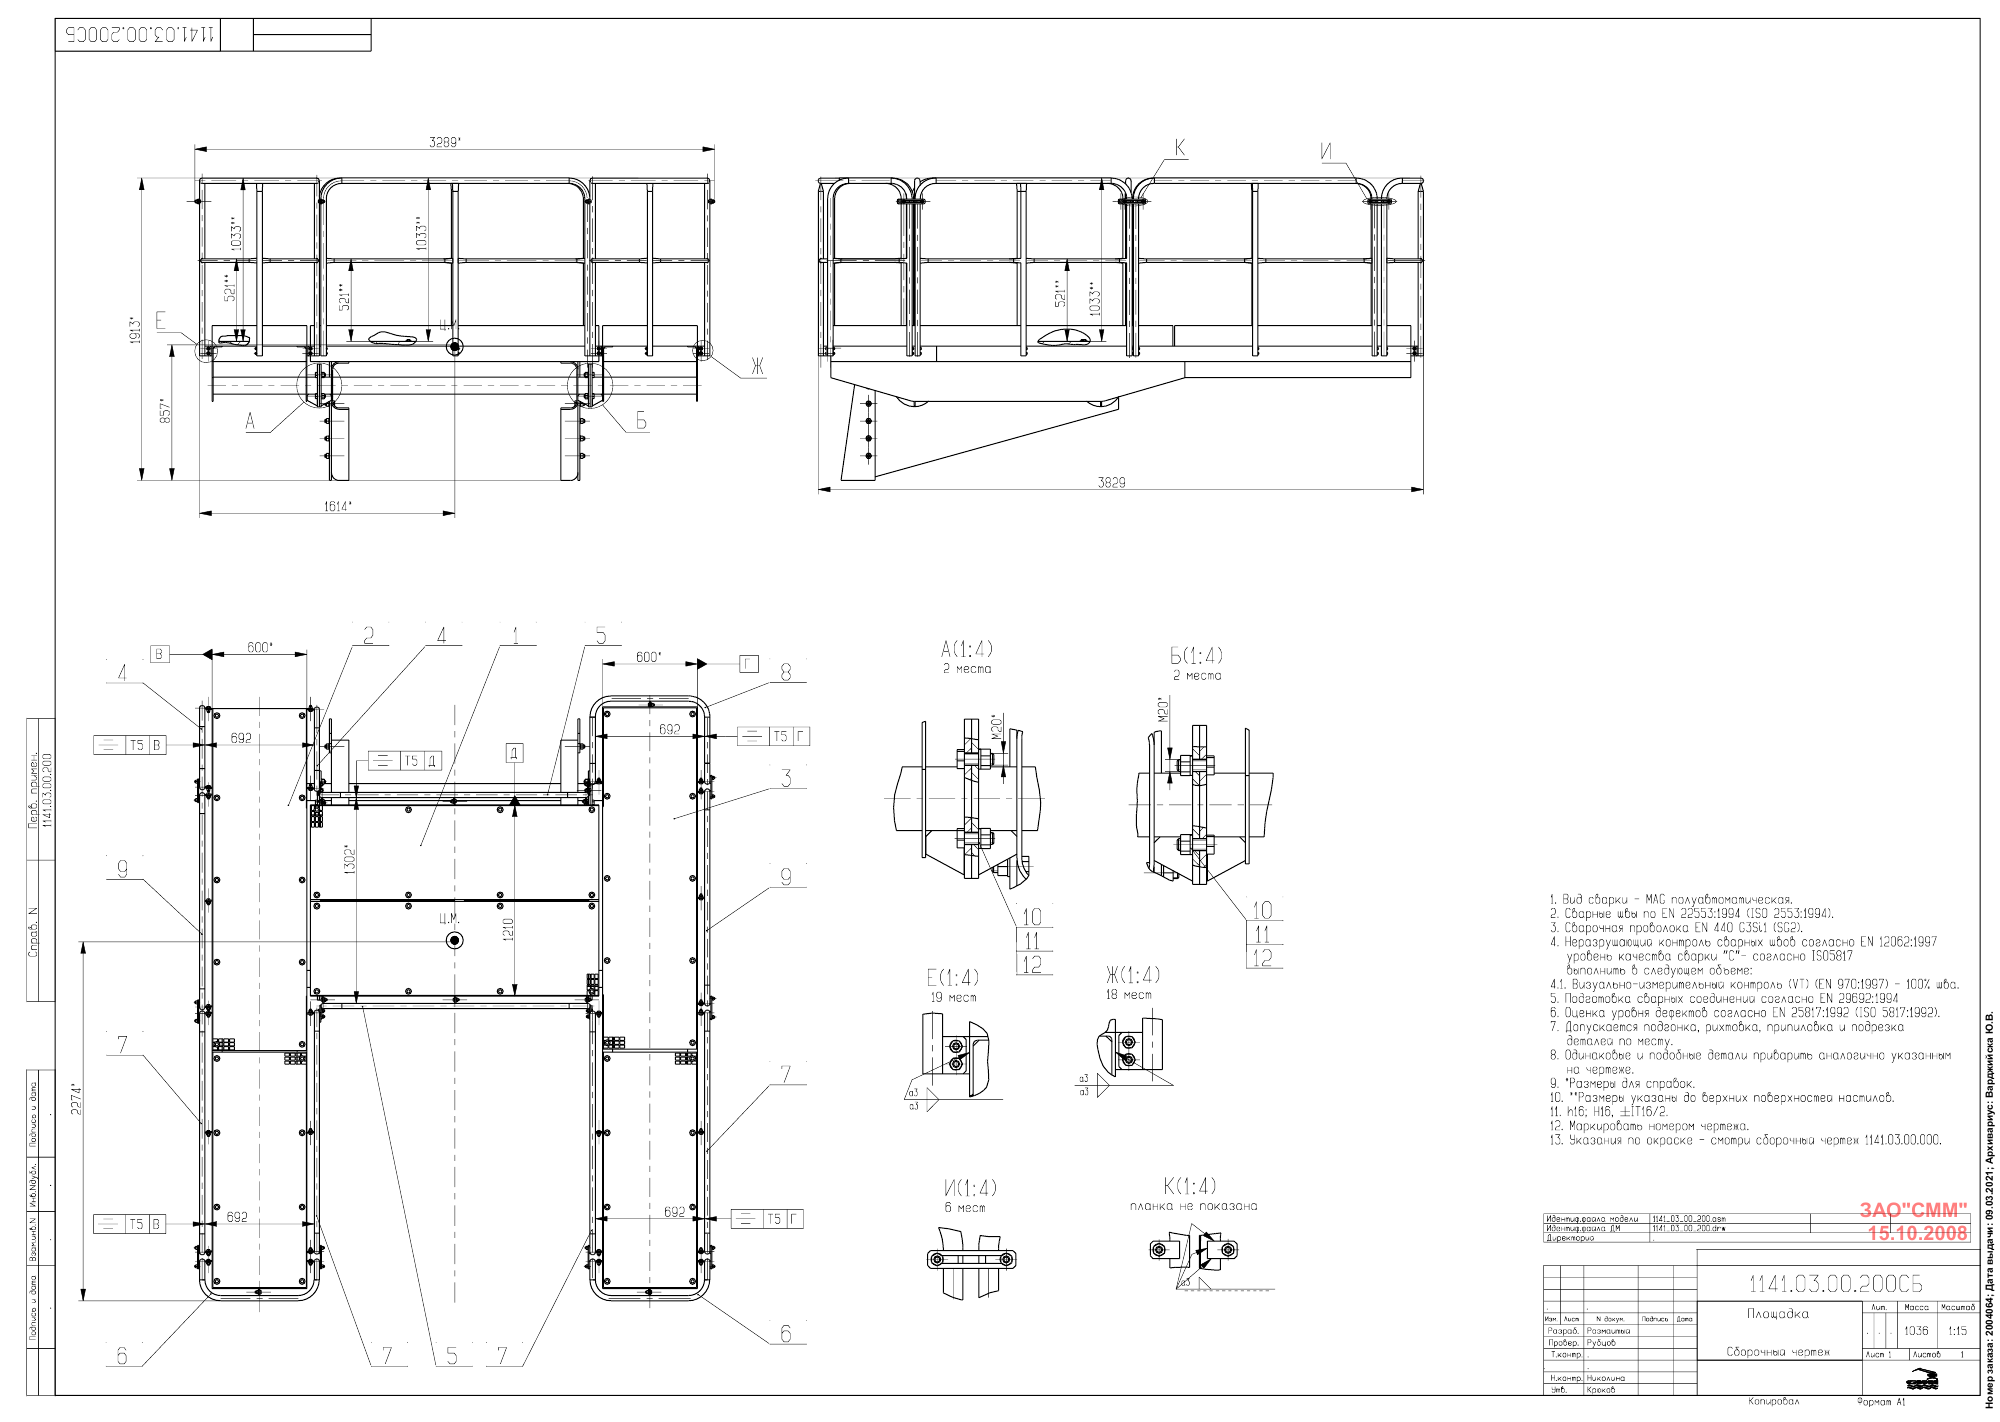 1141.03.00.200СБ
3289*
1913*
857*
1033**
521**
521**
1033**
Ц.М.
Е
Ж
А
Б
1614*
К
И
521**
1033**
3829
В
600*
2
4
1
5
600*
Г
8
4
692
Т5 В
Т5 Д
Д
692
Т5 Г
3
1302*
1210
Ц.М.
9
9
7
7
2274*
Т5 В
692
692
Т5 Г
6
7
5
7
6
А(1:4)
2 места
М20*
10
11
12
Б(1:4)
2 места
М20*
10
11
12
Е(1:4)
19 мест
а3
а3
Ж(1:4)
18 мест
а3
а3
И(1:4)
6 мест
К(1:4)
планка не показана
а3
1. Вид сварки - MAG полуавтоматическая.
2. Сварные швы по EN 22553:1994 (ISO 2553:1994).
3. Сварочная проволока EN 440 G3Si1 (SG2).
4. Неразрушающий контроль сварных швов согласно EN 12062:1997
уровень качества сварки "С"- согласно ISO5817
выполнить в следующем объеме:
4.1. Визуально-измерительный контроль (VT) (EN 970:1997) - 100% шва.
5. Подготовка сварных соединений согласно EN 29692:1994
6. Оценка уровня дефектов согласно EN 25817:1992 (ISO 5817:1992).
7. Допускается подгонка, рихтовка, припиловка и подрезка
деталей по месту.
8. Одинаковые и подобные детали приварить аналогично указанным
на чертеже.
9. *Размеры для справок.
10. **Размеры указаны до верхних поверхностей настилов.
11. h16; H16, ±IT16/2.
12. Маркировать номером чертежа.
13. Указания по окраске - смотри сборочный чертеж 1141.03.00.000.
ЗАО"СММ"
15.10.2008
Идентиф.файла модели 1141_03_00_200.asm
Идентиф.файла ДМ 1141_03_00_200.drw
Директория
1141.03.00.200СБ
Площадка
Сборочный чертеж
Лит. Масса Масштаб
1036 1:15
Лист 1 Листов 1
Изм. Лист N докум. Подпись Дата
Разраб. Размаитый
Провер. Рубцов
Т.контр.
Н.контр. Николина
Утв. Крюков
Копировал Формат А1
Перв. примен.
1141.03.00.200
Справ. N
Подпись и дата
Инв.Nдубл.
Взам.инв.N
Подпись и дата
Номер заказа: 2004064; Дата выдачи: 09.03.2021; Архивариус: Варджийска Ю.В.